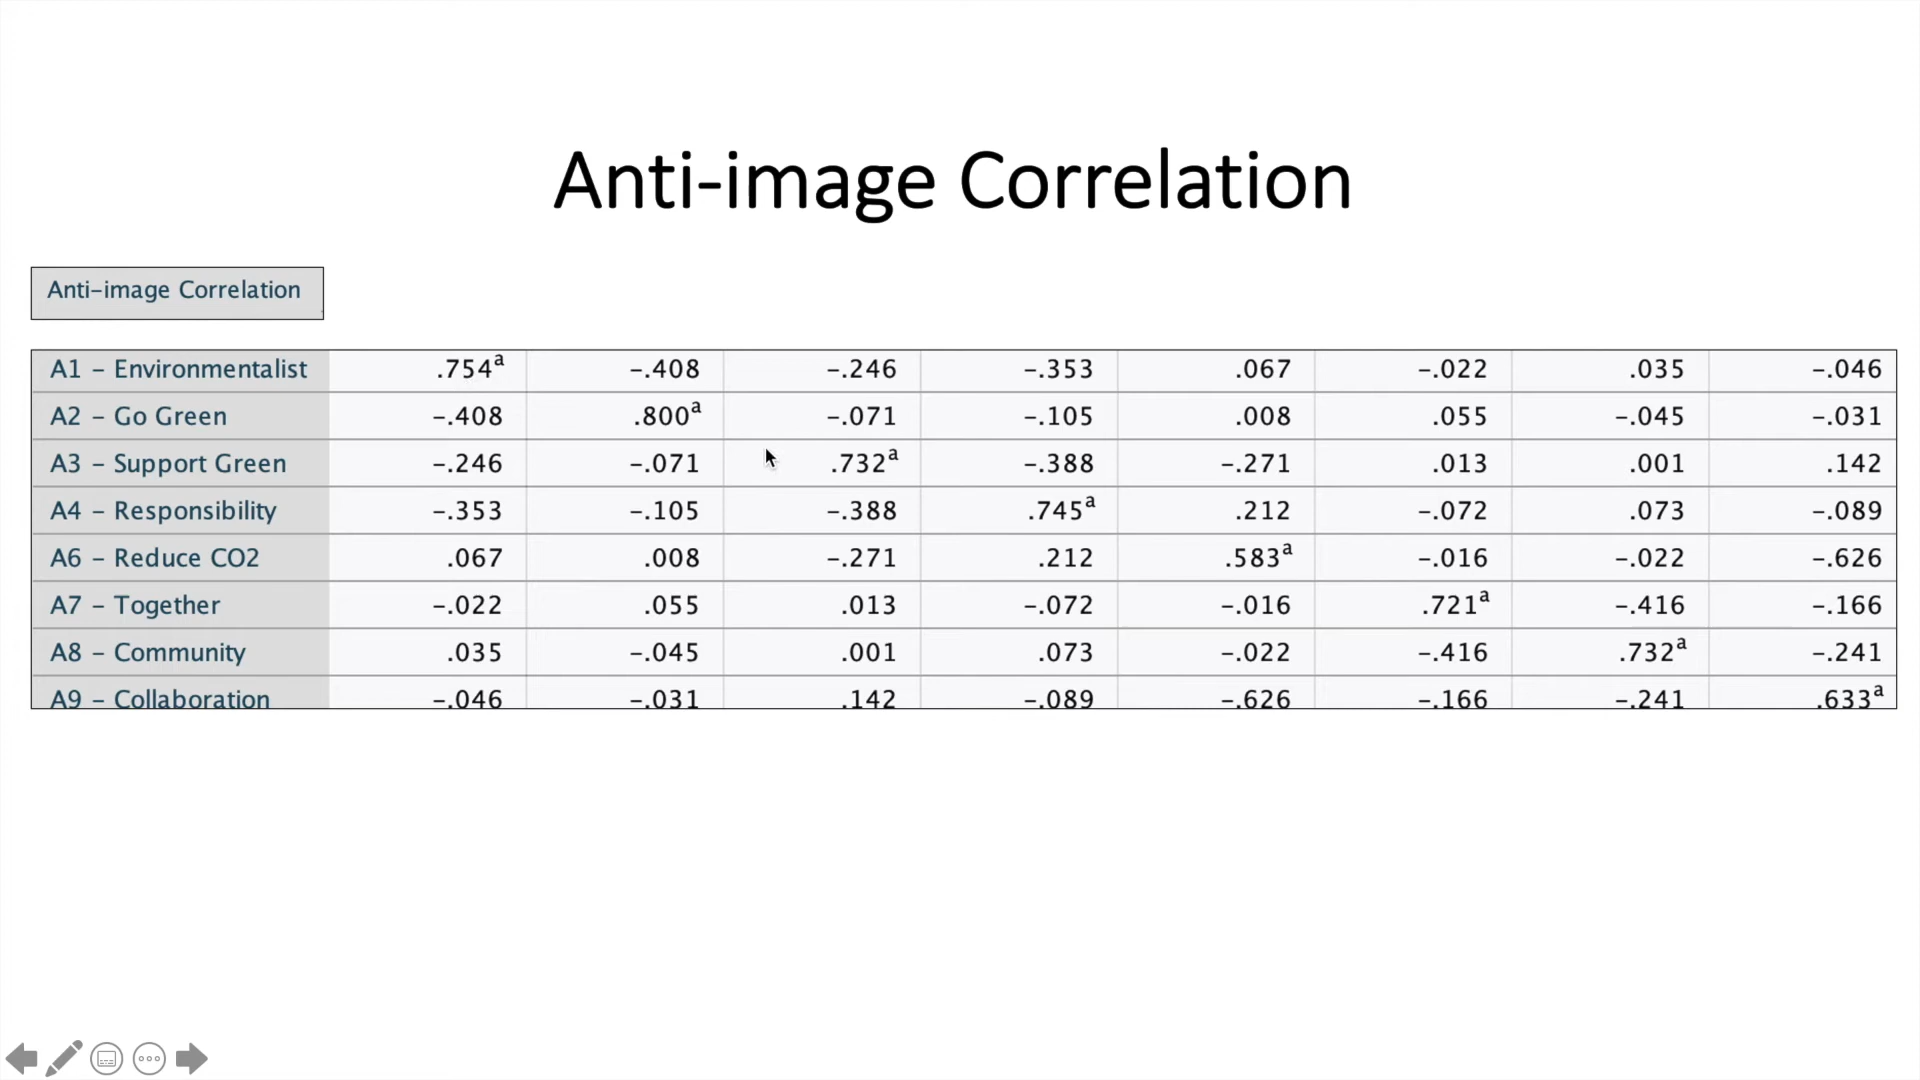 Anti-image Correlation
Anti-image Correlation
A1 – Environmentalist .754a -.408 -.246 -.353 .067 -.022 .035 -.046
A2 – Go Green -.408 .800a -.071 -.105 .008 .055 -.045 -.031
A3 – Support Green -.246 -.071 .732a -.388 -.271 .013 .001 .142
A4 – Responsibility -.353 -.105 -.388 .745a .212 -.072 .073 -.089
A6 – Reduce CO2 .067 .008 -.271 .212 .583a -.016 -.022 -.626
A7 – Together -.022 .055 .013 -.072 -.016 .721a -.416 -.166
A8 – Community .035 -.045 .001 .073 -.022 -.416 .732a -.241
A9 – Collaboration -.046 -.031 .142 -.089 -.626 -.166 -.241 .633a